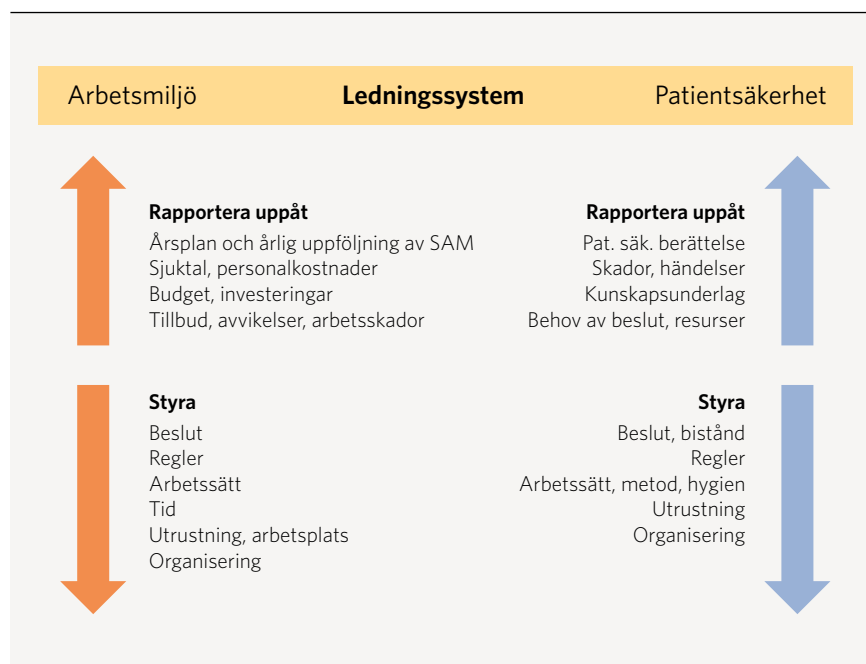 Arbetsmiljö Ledningssystem Patientsäkerhet
Rapportera uppåt
Årsplan och årlig uppföljning av SAM
Sjuktal, personalkostnader
Budget, investeringar
Tillbud, avvikelser, arbetsskador
Rapportera uppåt
Pat. säk. berättelse
Skador, händelser
Kunskapsunderlag
Behov av beslut, resurser
Styra
Beslut
Regler
Arbetssätt
Tid
Utrustning, arbetsplats
Organisering
Styra
Beslut, bistånd
Regler
Arbetssätt, metod, hygien
Utrustning
Organisering